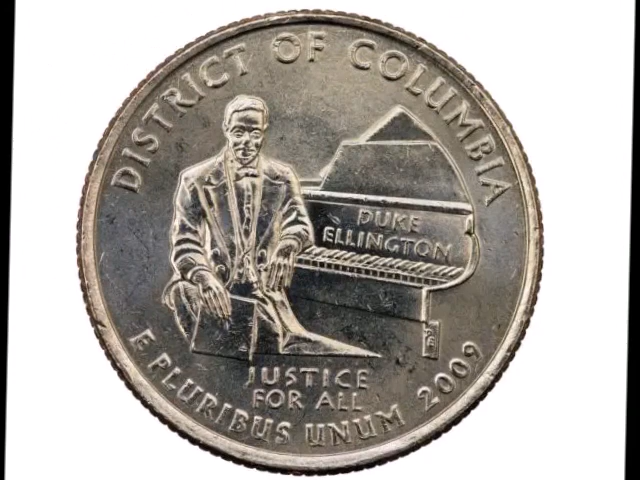 DISTRICT OF COLUMBIA
DUKE
ELLINGTON
JUSTICE
FOR ALL
E PLURIBUS UNUM 2009